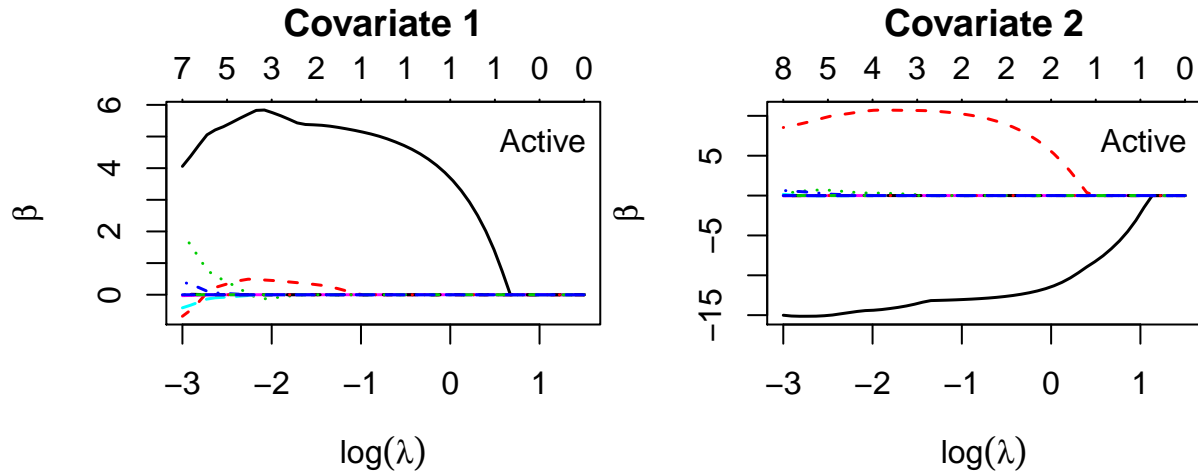 Covariate 1
7 5 3 2 1 1 1 1 0 0
Active
β
6
4
2
0
−3 −2 −1 0 1
log(λ)
Covariate 2
8 5 4 3 2 2 2 1 1 0
Active
β
5
−5
−15
−3 −2 −1 0 1
log(λ)